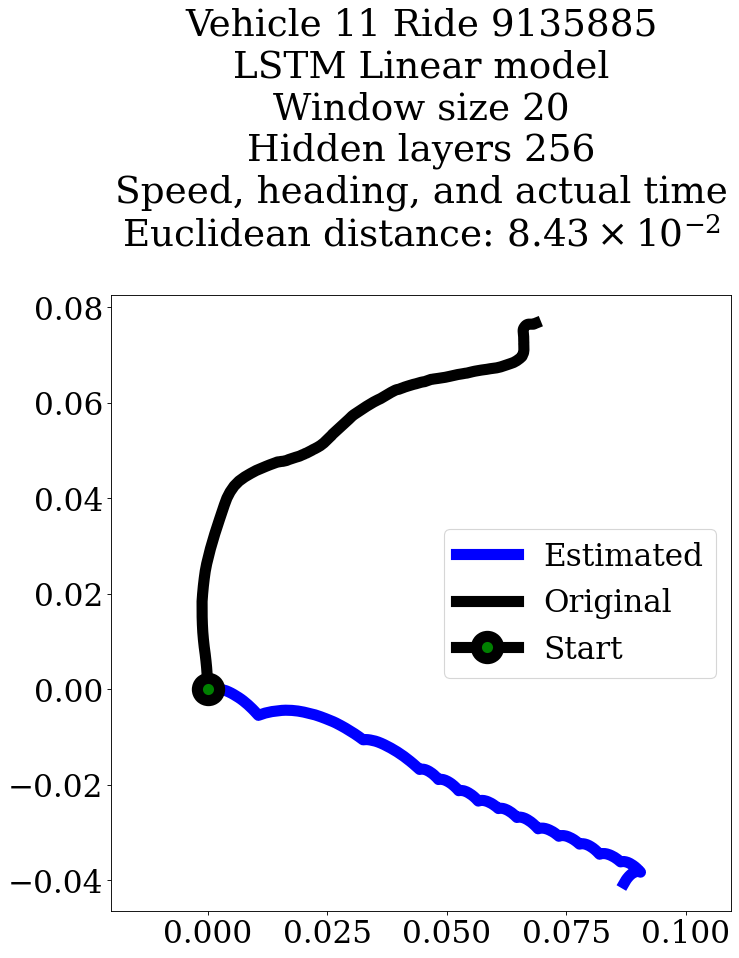 Vehicle 11 Ride 9135885
LSTM Linear model
Window size 20
Hidden layers 256
Speed, heading, and actual time
Euclidean distance: 8.43 × 10⁻²
0.08
0.06
0.04
0.02
0.00
−0.02
−0.04
Estimated
Original
Start
0.000 0.025 0.050 0.075 0.100